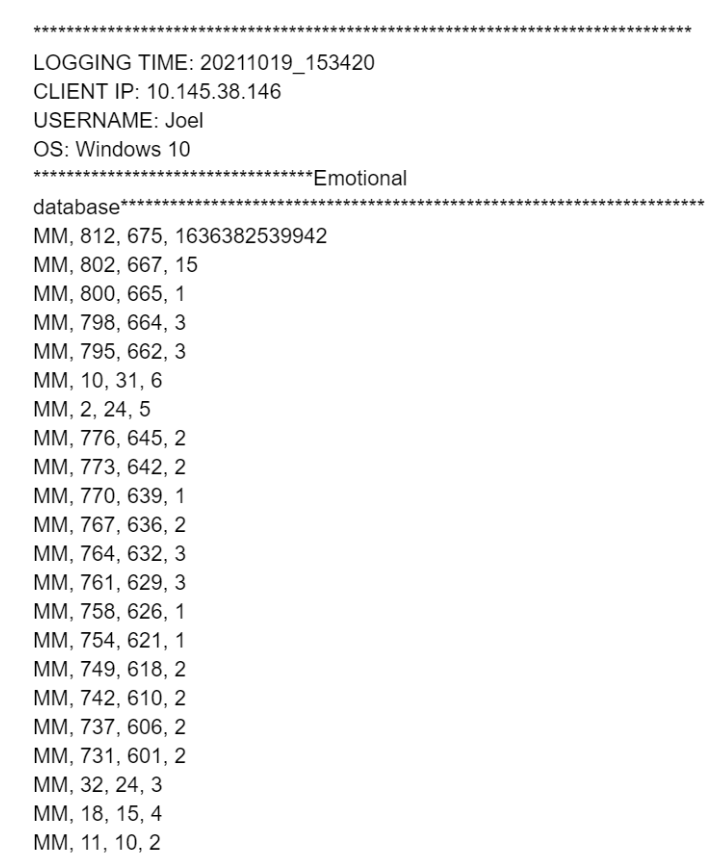 ********************************************************************************
LOGGING TIME: 20211019_153420
CLIENT IP: 10.145.38.146
USERNAME: Joel
OS: Windows 10
**********************************Emotional
database***********************************************************************
MM, 812, 675, 1636382539942
MM, 802, 667, 15
MM, 800, 665, 1
MM, 798, 664, 3
MM, 795, 662, 3
MM, 10, 31, 6
MM, 2, 24, 5
MM, 776, 645, 2
MM, 773, 642, 2
MM, 770, 639, 1
MM, 767, 636, 2
MM, 764, 632, 3
MM, 761, 629, 3
MM, 758, 626, 1
MM, 754, 621, 1
MM, 749, 618, 2
MM, 742, 610, 2
MM, 737, 606, 2
MM, 731, 601, 2
MM, 32, 24, 3
MM, 18, 15, 4
MM, 11, 10, 2